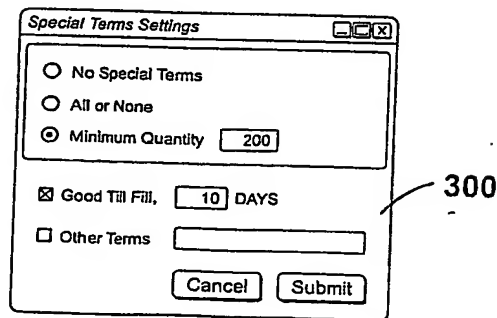 Special Terms Settings
No Special Terms
All or None
Minimum Quantity 200
Good Till Fill, 10 DAYS
Other Terms
Cancel Submit
300